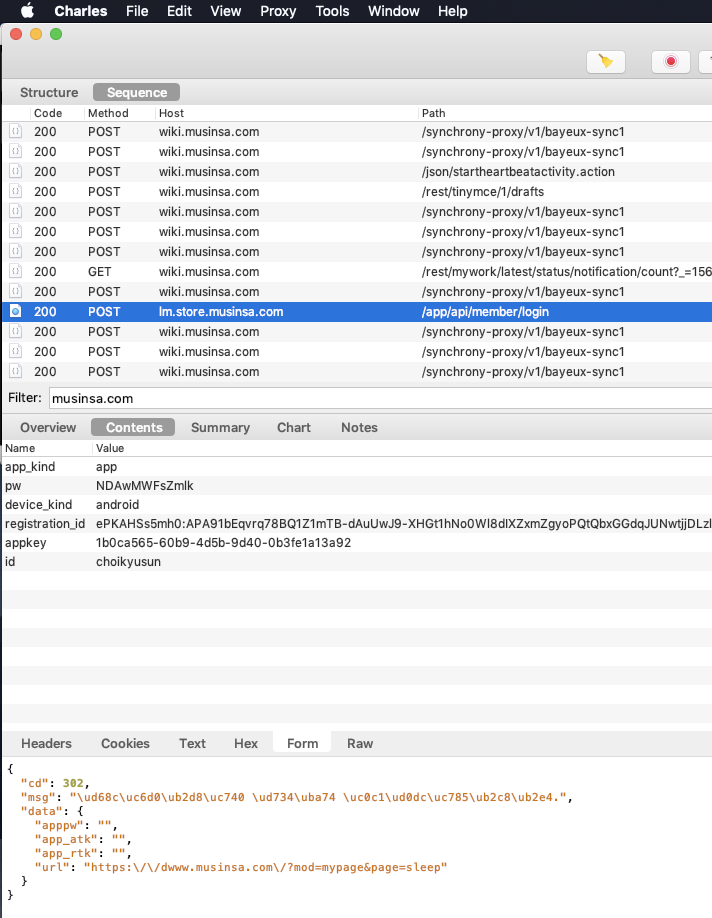 Charles File Edit View Proxy Tools Window Help
Structure Sequence
Code Method Host Path
200 POST wiki.musinsa.com /synchrony-proxy/v1/bayeux-sync1
200 POST wiki.musinsa.com /synchrony-proxy/v1/bayeux-sync1
200 POST wiki.musinsa.com /json/startheartbeatactivity.action
200 POST wiki.musinsa.com /rest/tinymce/1/drafts
200 POST wiki.musinsa.com /synchrony-proxy/v1/bayeux-sync1
200 POST wiki.musinsa.com /synchrony-proxy/v1/bayeux-sync1
200 POST wiki.musinsa.com /synchrony-proxy/v1/bayeux-sync1
200 GET wiki.musinsa.com /rest/mywork/latest/status/notification/count?_=156
200 POST wiki.musinsa.com /synchrony-proxy/v1/bayeux-sync1
200 POST lm.store.musinsa.com /app/api/member/login
200 POST wiki.musinsa.com /synchrony-proxy/v1/bayeux-sync1
200 POST wiki.musinsa.com /synchrony-proxy/v1/bayeux-sync1
200 POST wiki.musinsa.com /synchrony-proxy/v1/bayeux-sync1
Filter: musinsa.com
Overview Contents Summary Chart Notes
Name Value
app_kind app
pw NDAwMWFsZmlk
device_kind android
registration_id ePKAHSs5mh0:APA91bEqvrq78BQ1Z1mTB-dAuUwJ9-XHGt1hNo0Wl8dlXZxmZgyoPQtQbxGGdqJUNwtjjDLzl
appkey 1b0ca565-60b9-4d5b-9d40-0b3fe1a13a92
id choikyusun
Headers Cookies Text Hex Form Raw
{
"cd": 302,
"msg": "\ud68c\uc6d0\ub2d8\uc740 \ud734\uba74 \uc0c1\ud0dc\uc785\ub2c8\ub2e4.",
"data": {
"apppw": "",
"app_atk": "",
"app_rtk": "",
"url": "https:\/\/dwww.musinsa.com\/?mod=mypage&page=sleep"
}
}